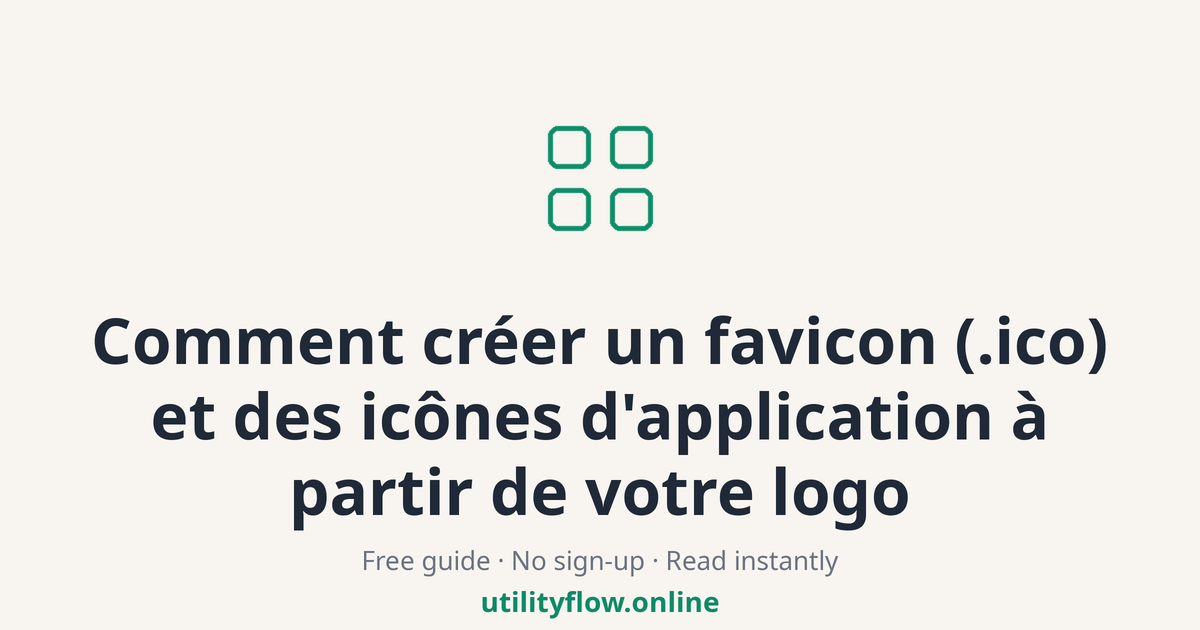 Comment créer un favicon (.ico)
et des icônes d'application à
partir de votre logo
Free guide · No sign-up · Read instantly
utilityflow.online